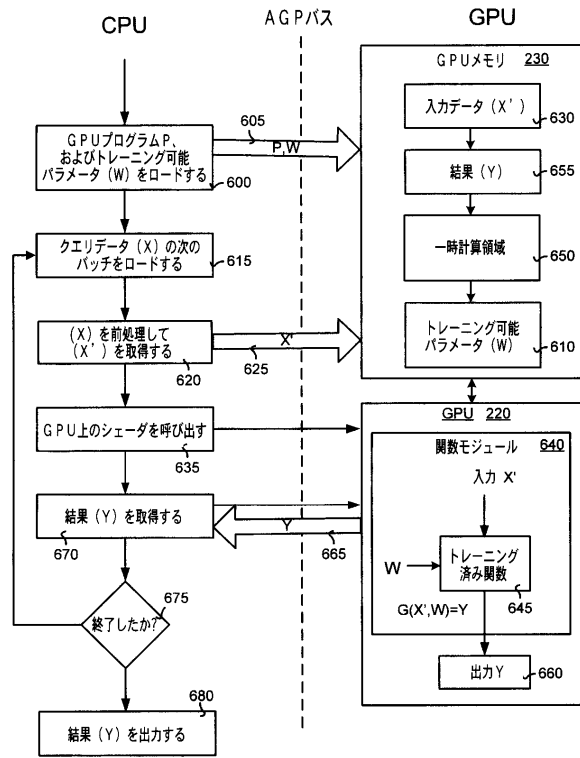 CPU
AGPバス
GPU
GPUプログラムP、
およびトレーニング可能
パラメータ(W)をロードする
600
605
P,W
クエリデータ(X)の次の
バッチをロードする
615
(X)を前処理して
(X')を取得する
620
625
X'
GPU上のシェーダを呼び出す
635
結果(Y)を取得する
670
Y
665
終了したか?
675
結果(Y)を出力する
680
GPUメモリ 230
入力データ(X')
630
結果(Y)
655
一時計算領域
650
トレーニング可能
パラメータ(W)
610
GPU 220
関数モジュール 640
入力 X'
W
トレーニング
済み関数
645
G(X',W)=Y
出力 Y
660